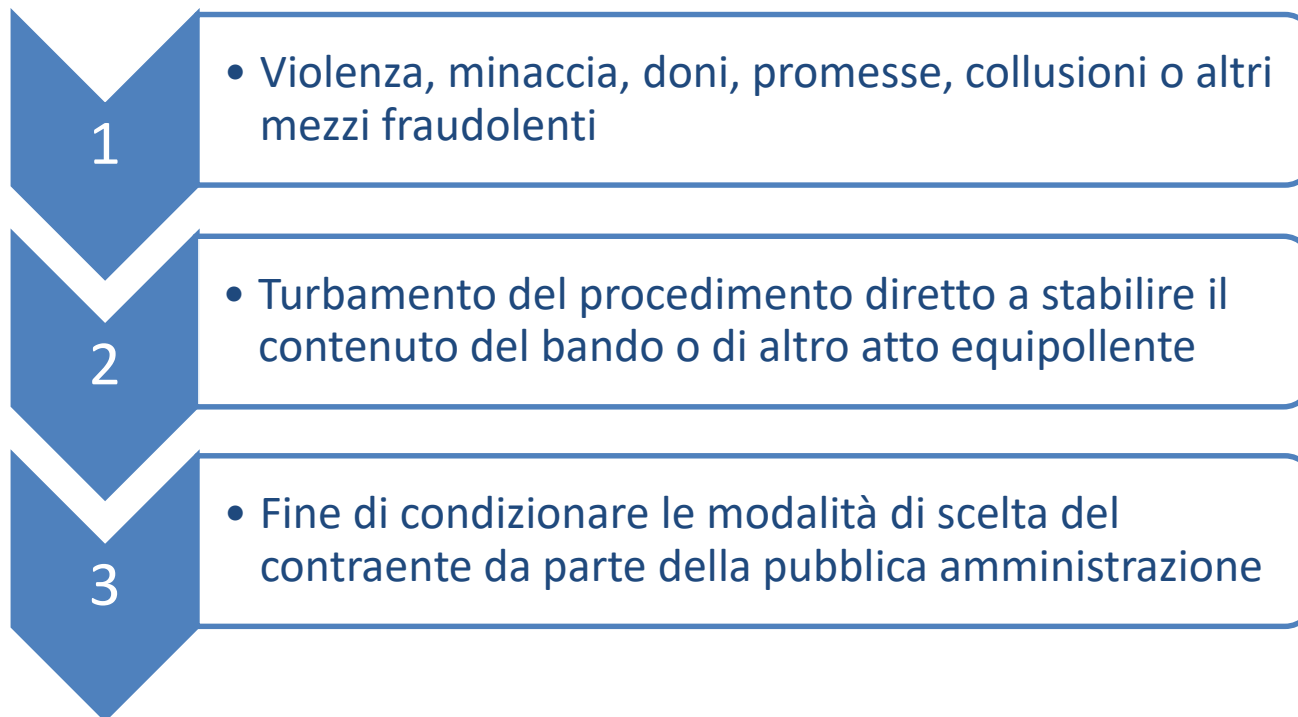 1
• Violenza, minaccia, doni, promesse, collusioni o altri
mezzi fraudolenti
2
• Turbamento del procedimento diretto a stabilire il
contenuto del bando o di altro atto equipollente
3
• Fine di condizionare le modalità di scelta del
contraente da parte della pubblica amministrazione